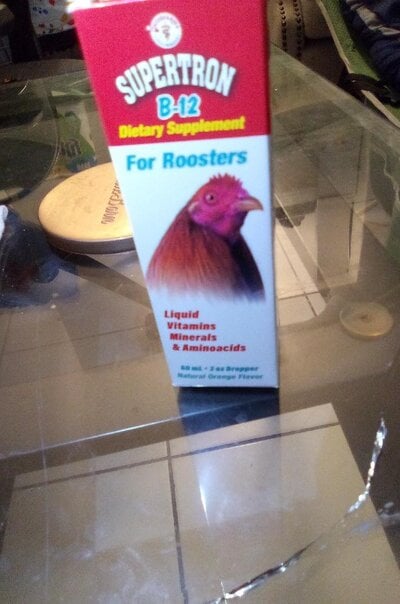 SUPERTRON
B-12
Dietary Supplement
For Roosters
Liquid
Vitamins
Minerals
& Aminoacids
60 mL • 2 oz Dropper
Natural Orange Flavor